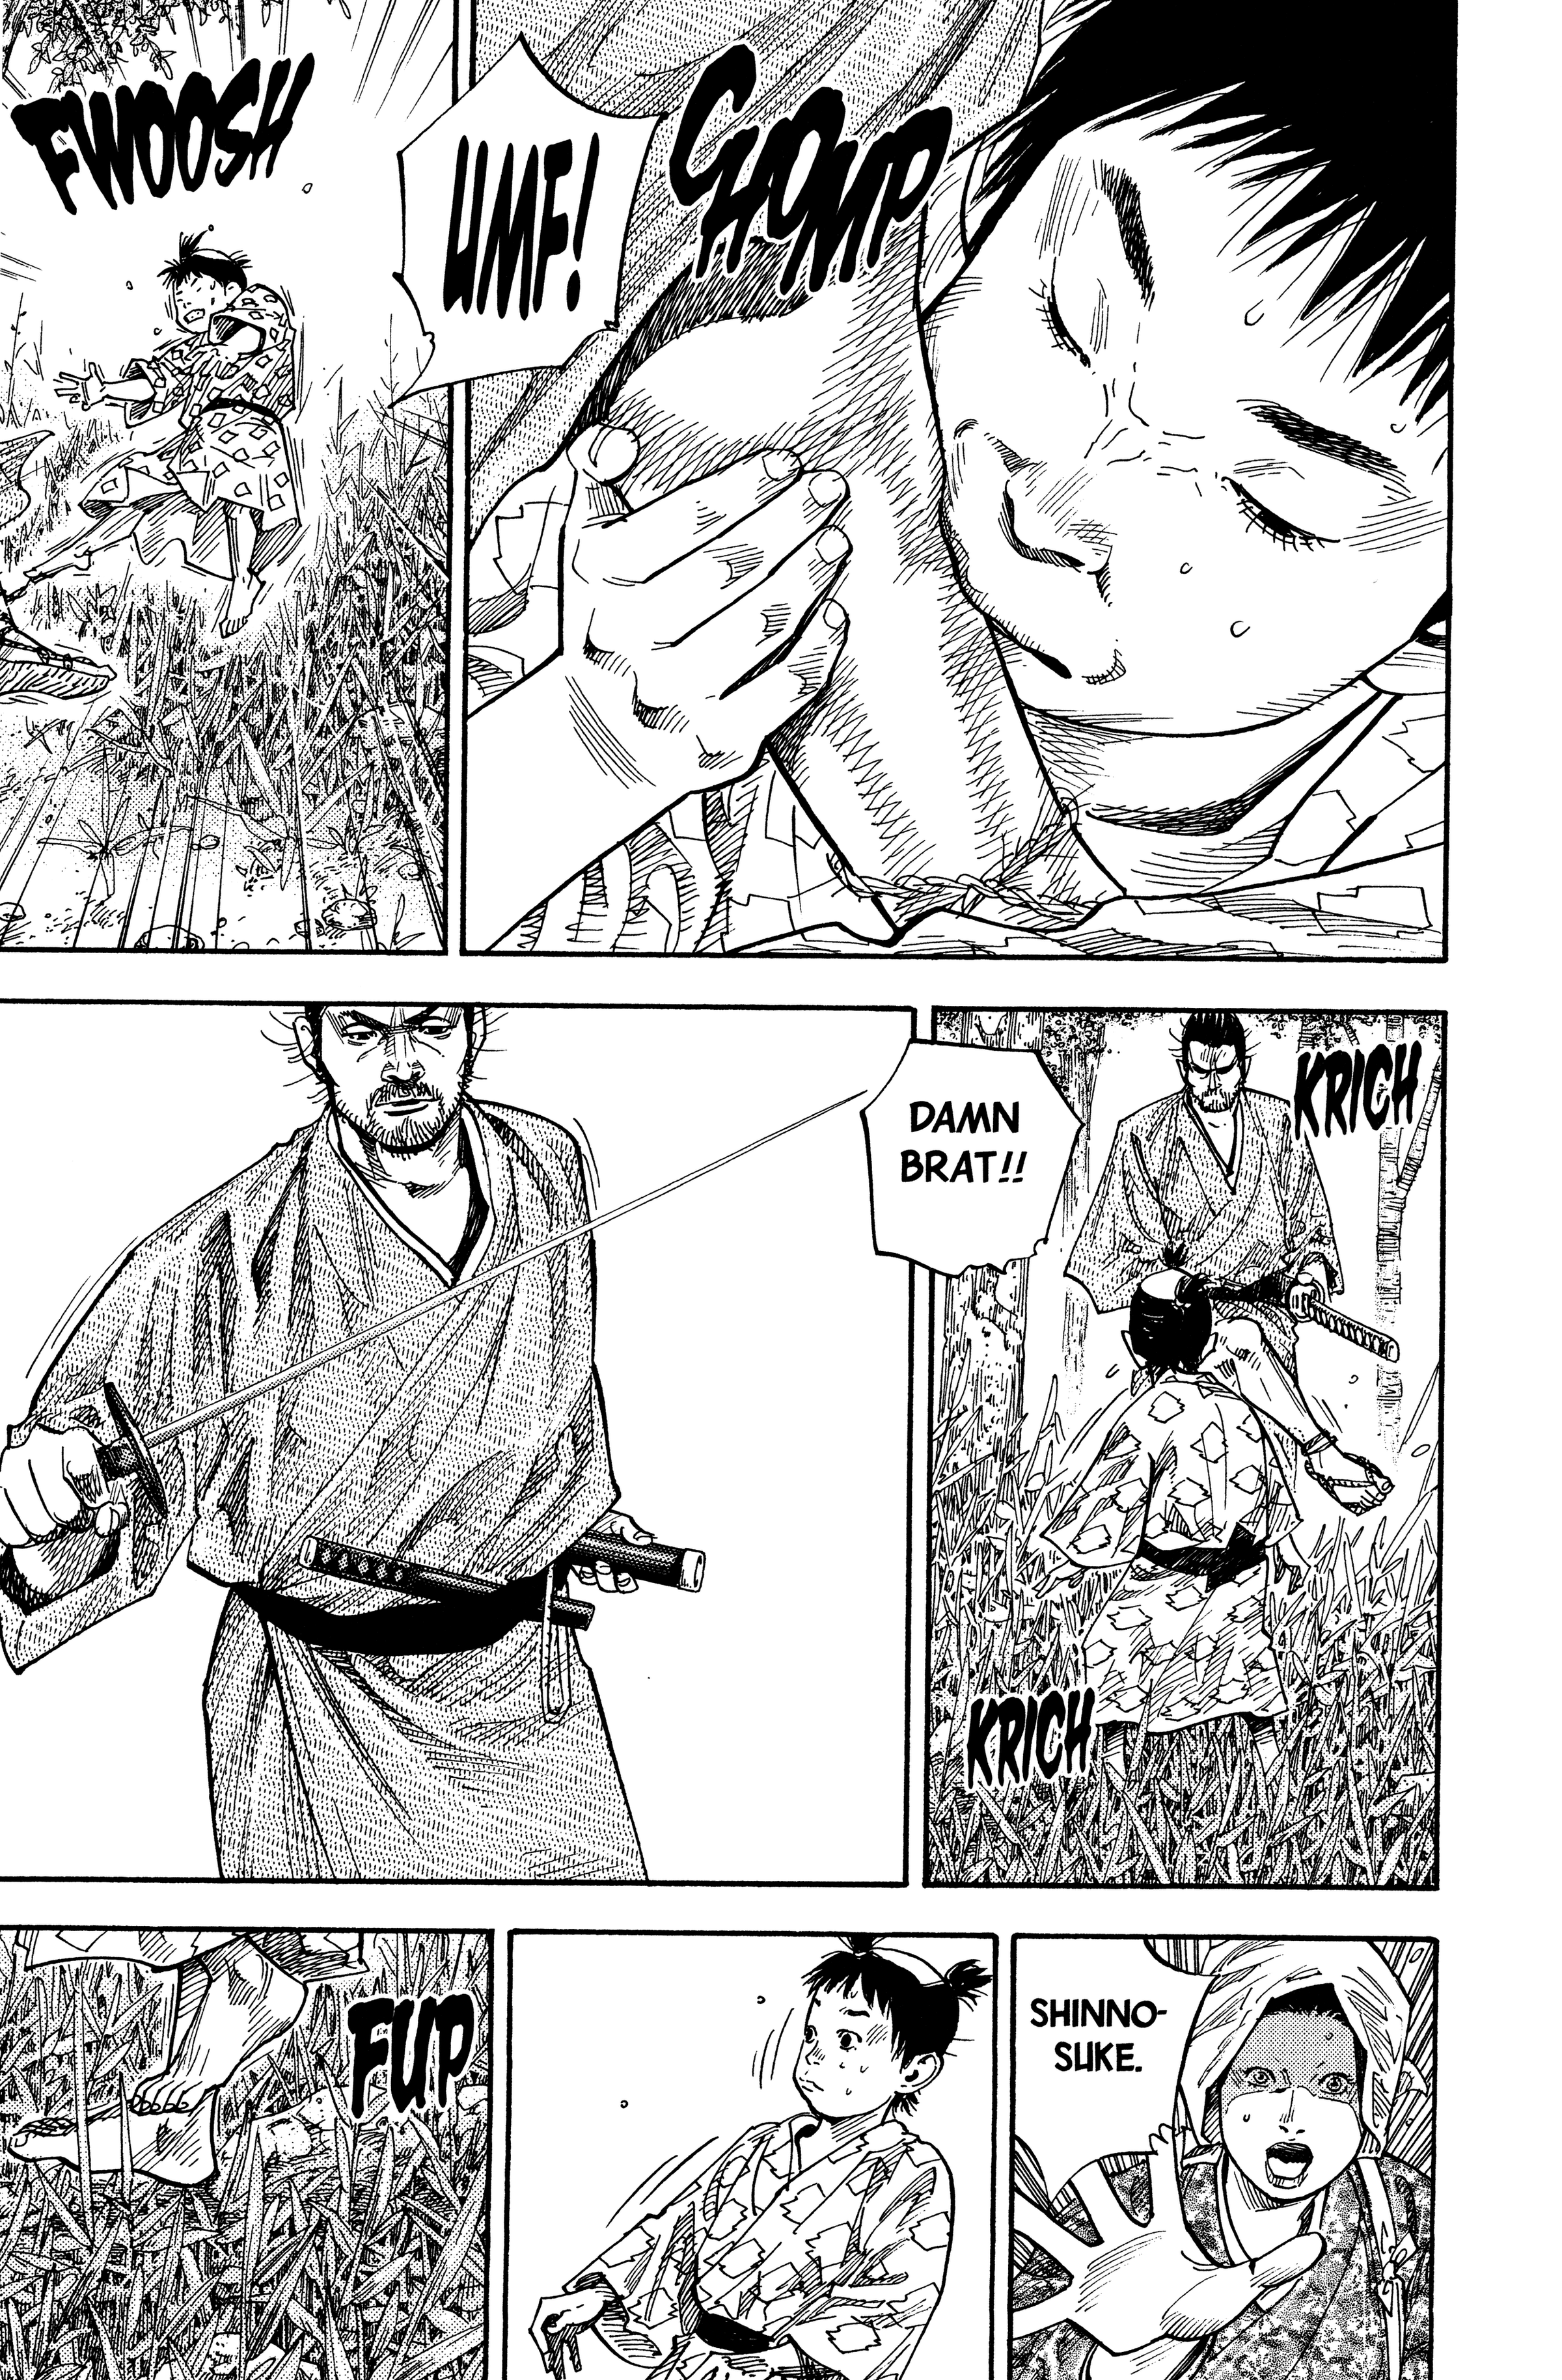 CHOMP
UMF!
FWOOSH
KRICH
DAMN
BRAT!!
KRICH
SHINNO-
SUKE.
FUP